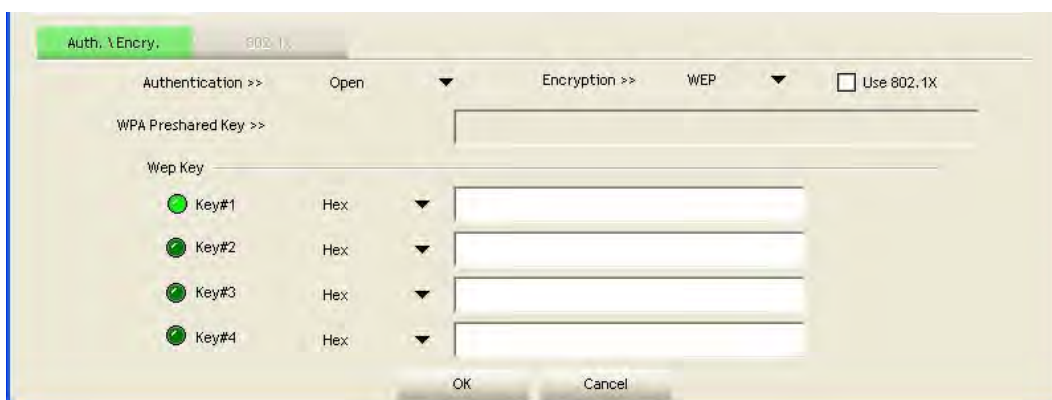 Auth. \ Encry. 802.1X
Authentication >> Open Encryption >> WEP Use 802.1X
WPA Preshared Key >>
Wep Key
Key#1 Hex
Key#2 Hex
Key#3 Hex
Key#4 Hex
OK Cancel